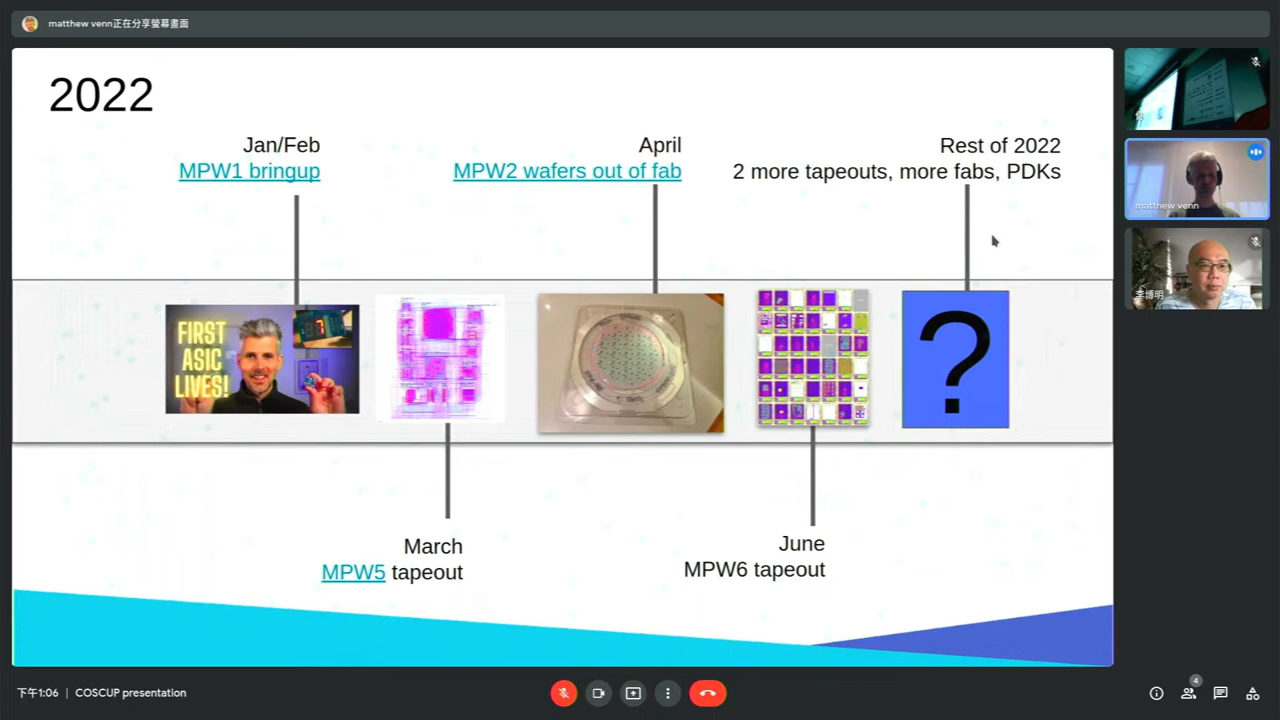 matthew venn正在分享螢幕畫面
2022
Jan/Feb
MPW1 bringup
April
MPW2 wafers out of fab
Rest of 2022
2 more tapeouts, more fabs, PDKs
FIRST
ASIC
LIVES!
?
March
MPW5 tapeout
June
MPW6 tapeout
matthew venn
李博明
下午1:06 | COSCUP presentation
4